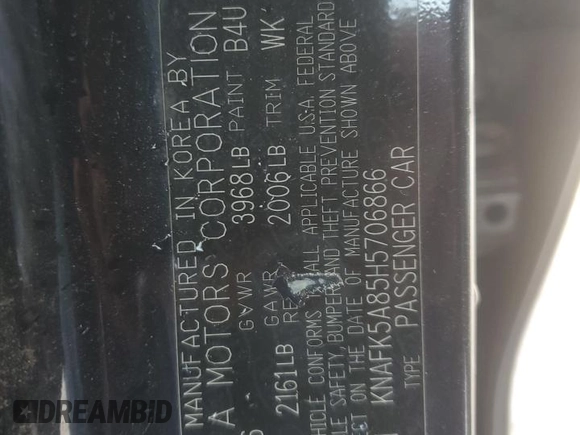 MANUFACTURED IN KOREA BY
A MOTORS CORPORATION
6 GVWR 3968LB PAINT B4U
2161LB GAWR 2006LB TRIM WK
HICLE CONFORMS ALL APPLICABLE U.S.A. FEDERAL
LE SAFETY, BUMPER, AND THEFT PREVENTION STANDARD
ECT ON THE DATE OF MANUFACTURE SHOWN ABOVE
KNAFK5A85H5706866
TYPE PASSENGER CAR
DREAMBID